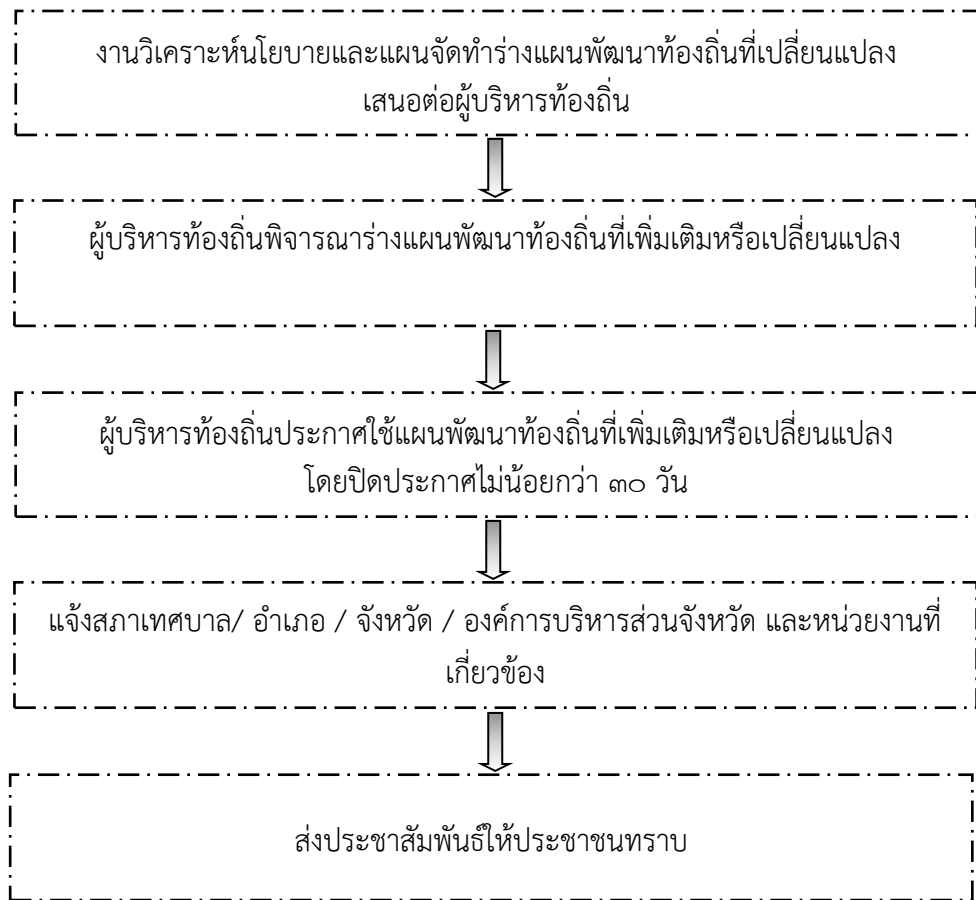 งานวิเคราะห์นโยบายและแผนจัดทำร่างแผนพัฒนาท้องถิ่นที่เปลี่ยนแปลง
เสนอต่อผู้บริหารท้องถิ่น
ผู้บริหารท้องถิ่นพิจารณาร่างแผนพัฒนาท้องถิ่นที่เพิ่มเติมหรือเปลี่ยนแปลง
ผู้บริหารท้องถิ่นประกาศใช้แผนพัฒนาท้องถิ่นที่เพิ่มเติมหรือเปลี่ยนแปลง
โดยปิดประกาศไม่น้อยกว่า ๓๐ วัน
แจ้งสภาเทศบาล/ อำเภอ / จังหวัด / องค์การบริหารส่วนจังหวัด และหน่วยงานที่
เกี่ยวข้อง
ส่งประชาสัมพันธ์ให้ประชาชนทราบ